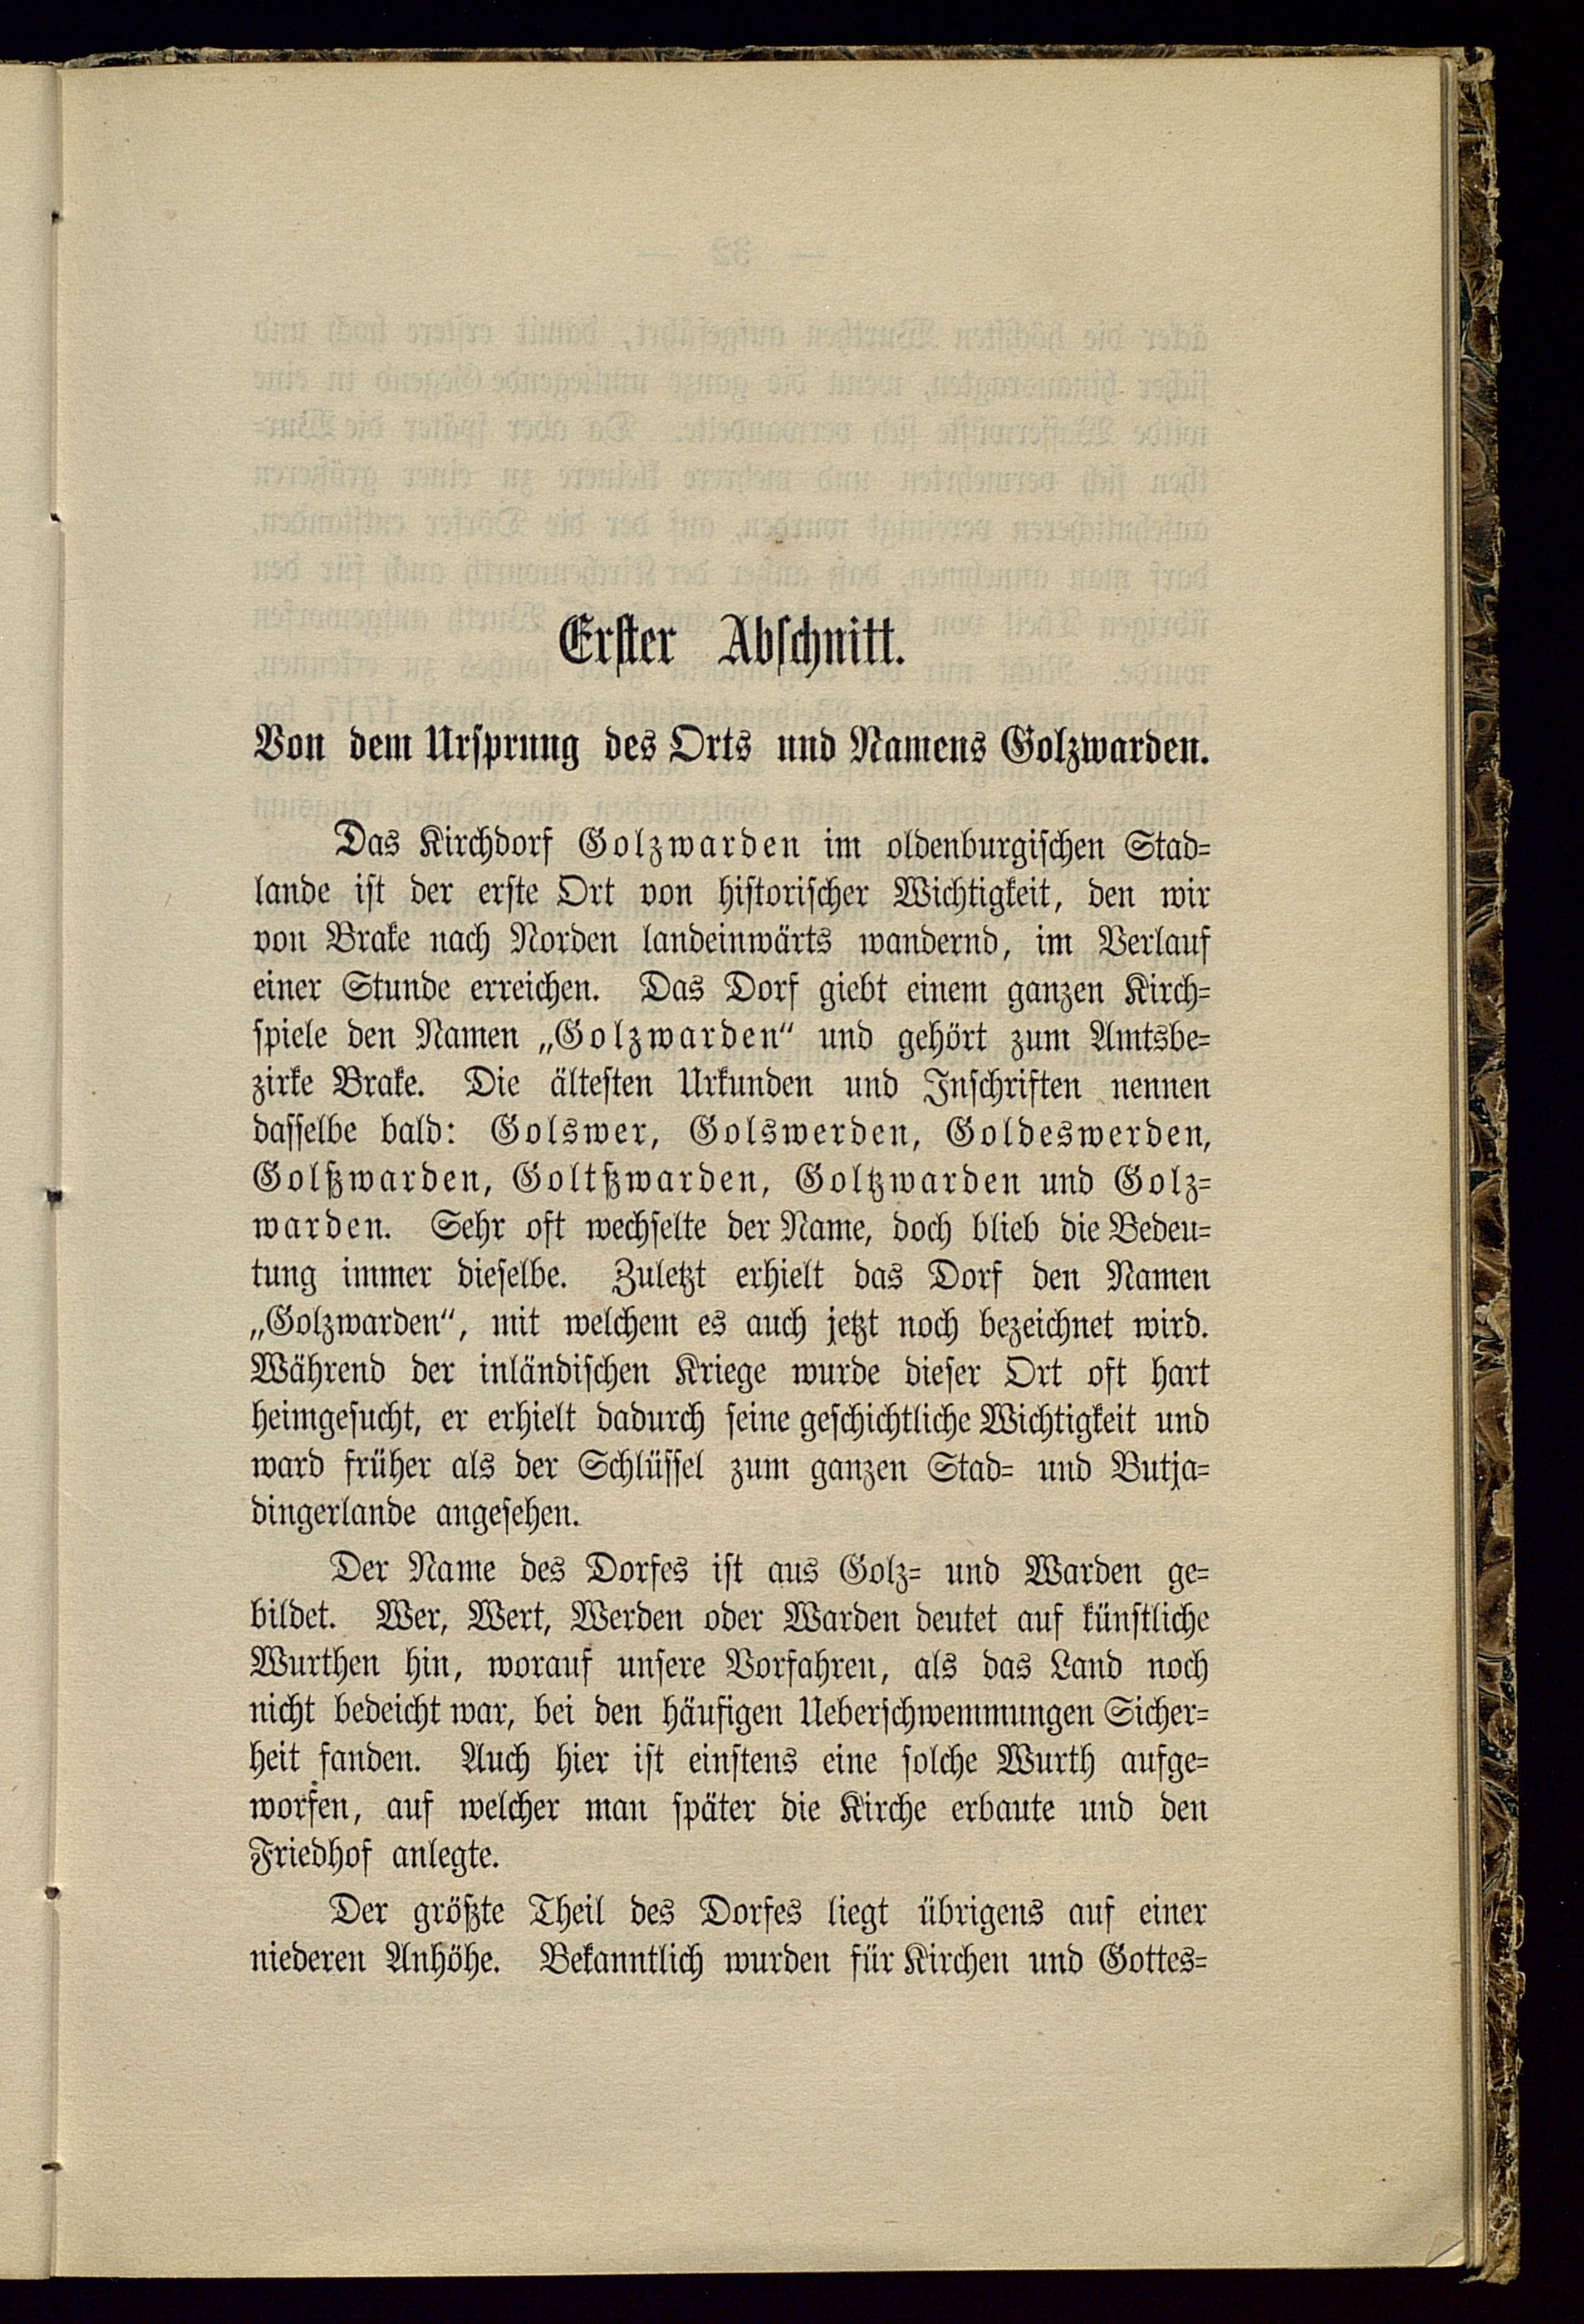 Erster Abschnitt.
Von dem Ursprung des Orts und Namens Golzwarden.
Das Kirchdorf Golzwarden im oldenburgischen Stad-
lande ist der erste Ort von historischer Wichtigkeit, den wir
von Brake nach Norden landeinwärts wandernd, im Verlauf
einer Stunde erreichen. Das Dorf giebt einem ganzen Kirch-
spiele den Namen „Golzwarden“ und gehört zum Amtsbe-
zirke Brake. Die ältesten Urkunden und Inschriften nennen
dasselbe bald: Golswer, Golswerden, Goldeswerden,
Golßwarden, Goltßwarden, Goltzwarden und Golz-
warden. Sehr oft wechselte der Name, doch blieb die Bedeu-
tung immer dieselbe. Zuletzt erhielt das Dorf den Namen
„Golzwarden“, mit welchem es auch jetzt noch bezeichnet wird.
Während der inländischen Kriege wurde dieser Ort oft hart
heimgesucht, er erhielt dadurch seine geschichtliche Wichtigkeit und
ward früher als der Schlüssel zum ganzen Stad- und Butja-
dingerlande angesehen.
Der Name des Dorfes ist aus Golz- und Warden ge-
bildet. Wer, Wert, Werden oder Warden deutet auf künstliche
Wurthen hin, worauf unsere Vorfahren, als das Land noch
nicht bedeicht war, bei den häufigen Ueberschwemmungen Sicher-
heit fanden. Auch hier ist einstens eine solche Wurth aufge-
worfen, auf welcher man später die Kirche erbaute und den
Friedhof anlegte.
Der größte Theil des Dorfes liegt übrigens auf einer
niederen Anhöhe. Bekanntlich wurden für Kirchen und Gottes-